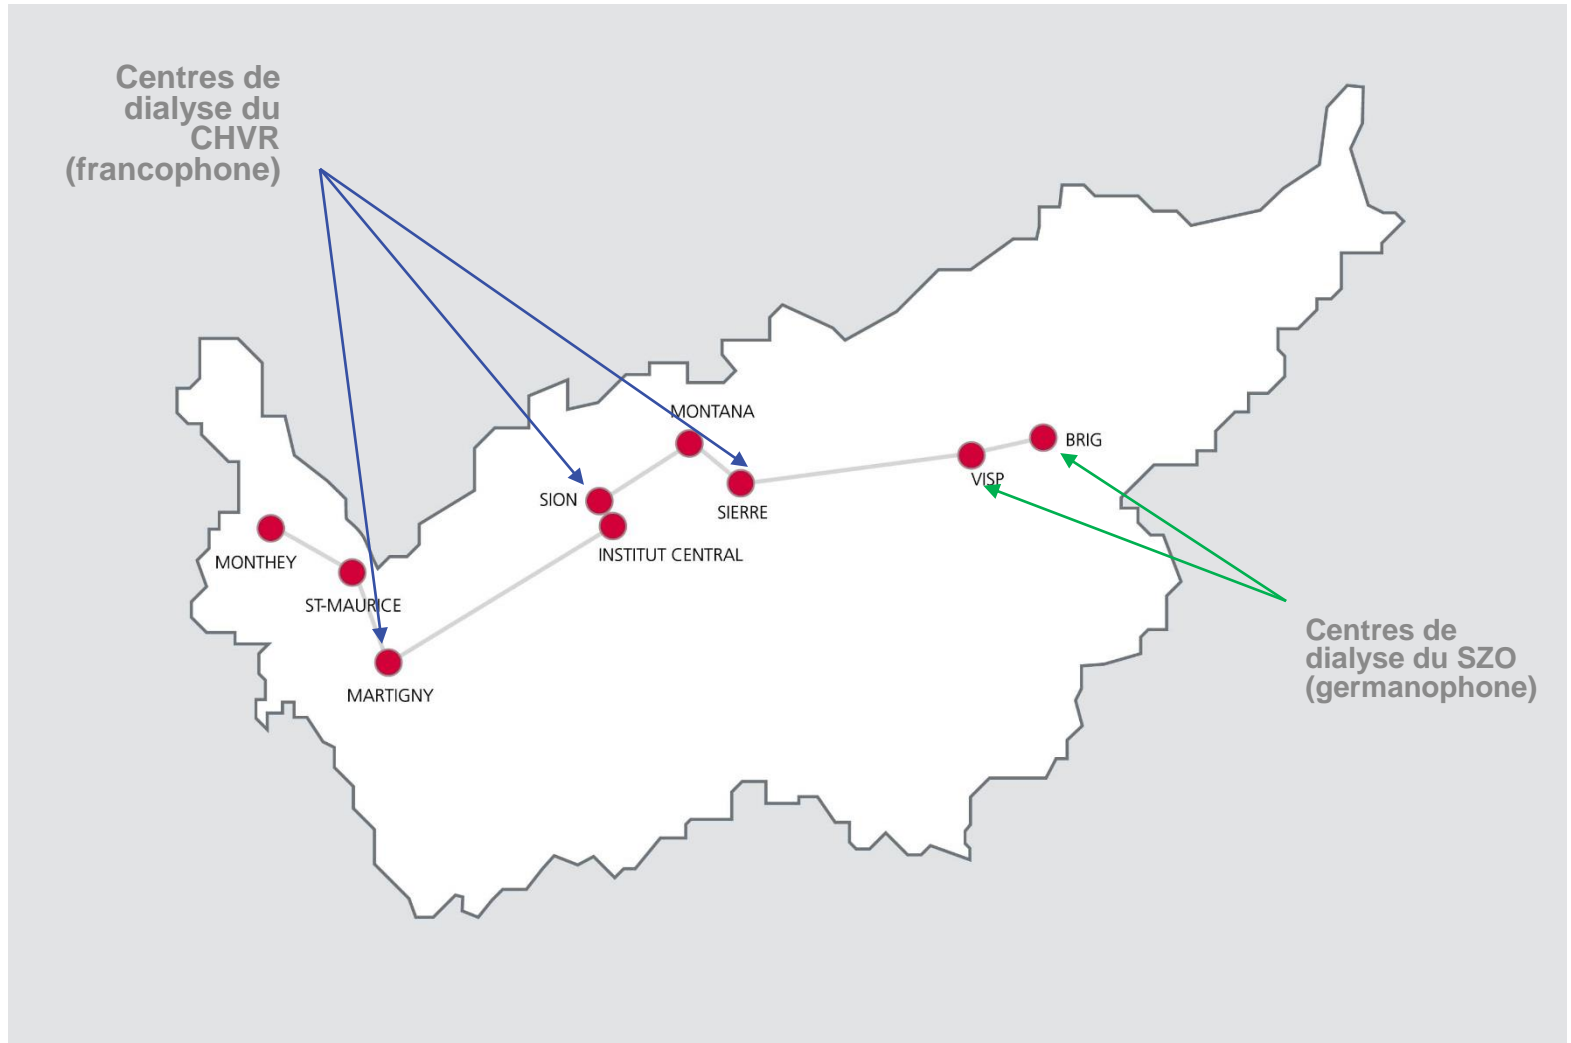 Centres de
dialyse du
CHVR
(francophone)
MONTANA
BRIG
VISP
SION
SIERRE
INSTITUT CENTRAL
MONTHEY
ST-MAURICE
MARTIGNY
Centres de
dialyse du SZO
(germanophone)